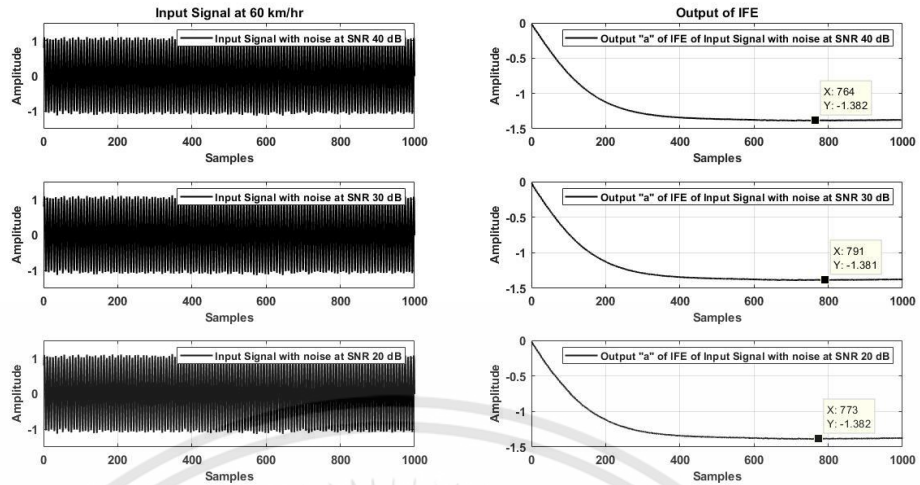 Input Signal at 60 km/hr
Amplitude
1
0
-1
Input Signal with noise at SNR 40 dB
0 200 400 600 800 1000
Samples
Output of IFE
Amplitude
0
-0.5
-1
-1.5
Output "a" of IFE of Input Signal with noise at SNR 40 dB
X: 764
Y: -1.382
0 200 400 600 800 1000
Samples
Amplitude
1
0
-1
Input Signal with noise at SNR 30 dB
0 200 400 600 800 1000
Samples
Amplitude
0
-0.5
-1
-1.5
Output "a" of IFE of Input Signal with noise at SNR 30 dB
X: 791
Y: -1.381
0 200 400 600 800 1000
Samples
Amplitude
1
0
-1
Input Signal with noise at SNR 20 dB
0 200 400 600 800 1000
Samples
Amplitude
0
-0.5
-1
-1.5
Output "a" of IFE of Input Signal with noise at SNR 20 dB
X: 773
Y: -1.382
0 200 400 600 800 1000
Samples